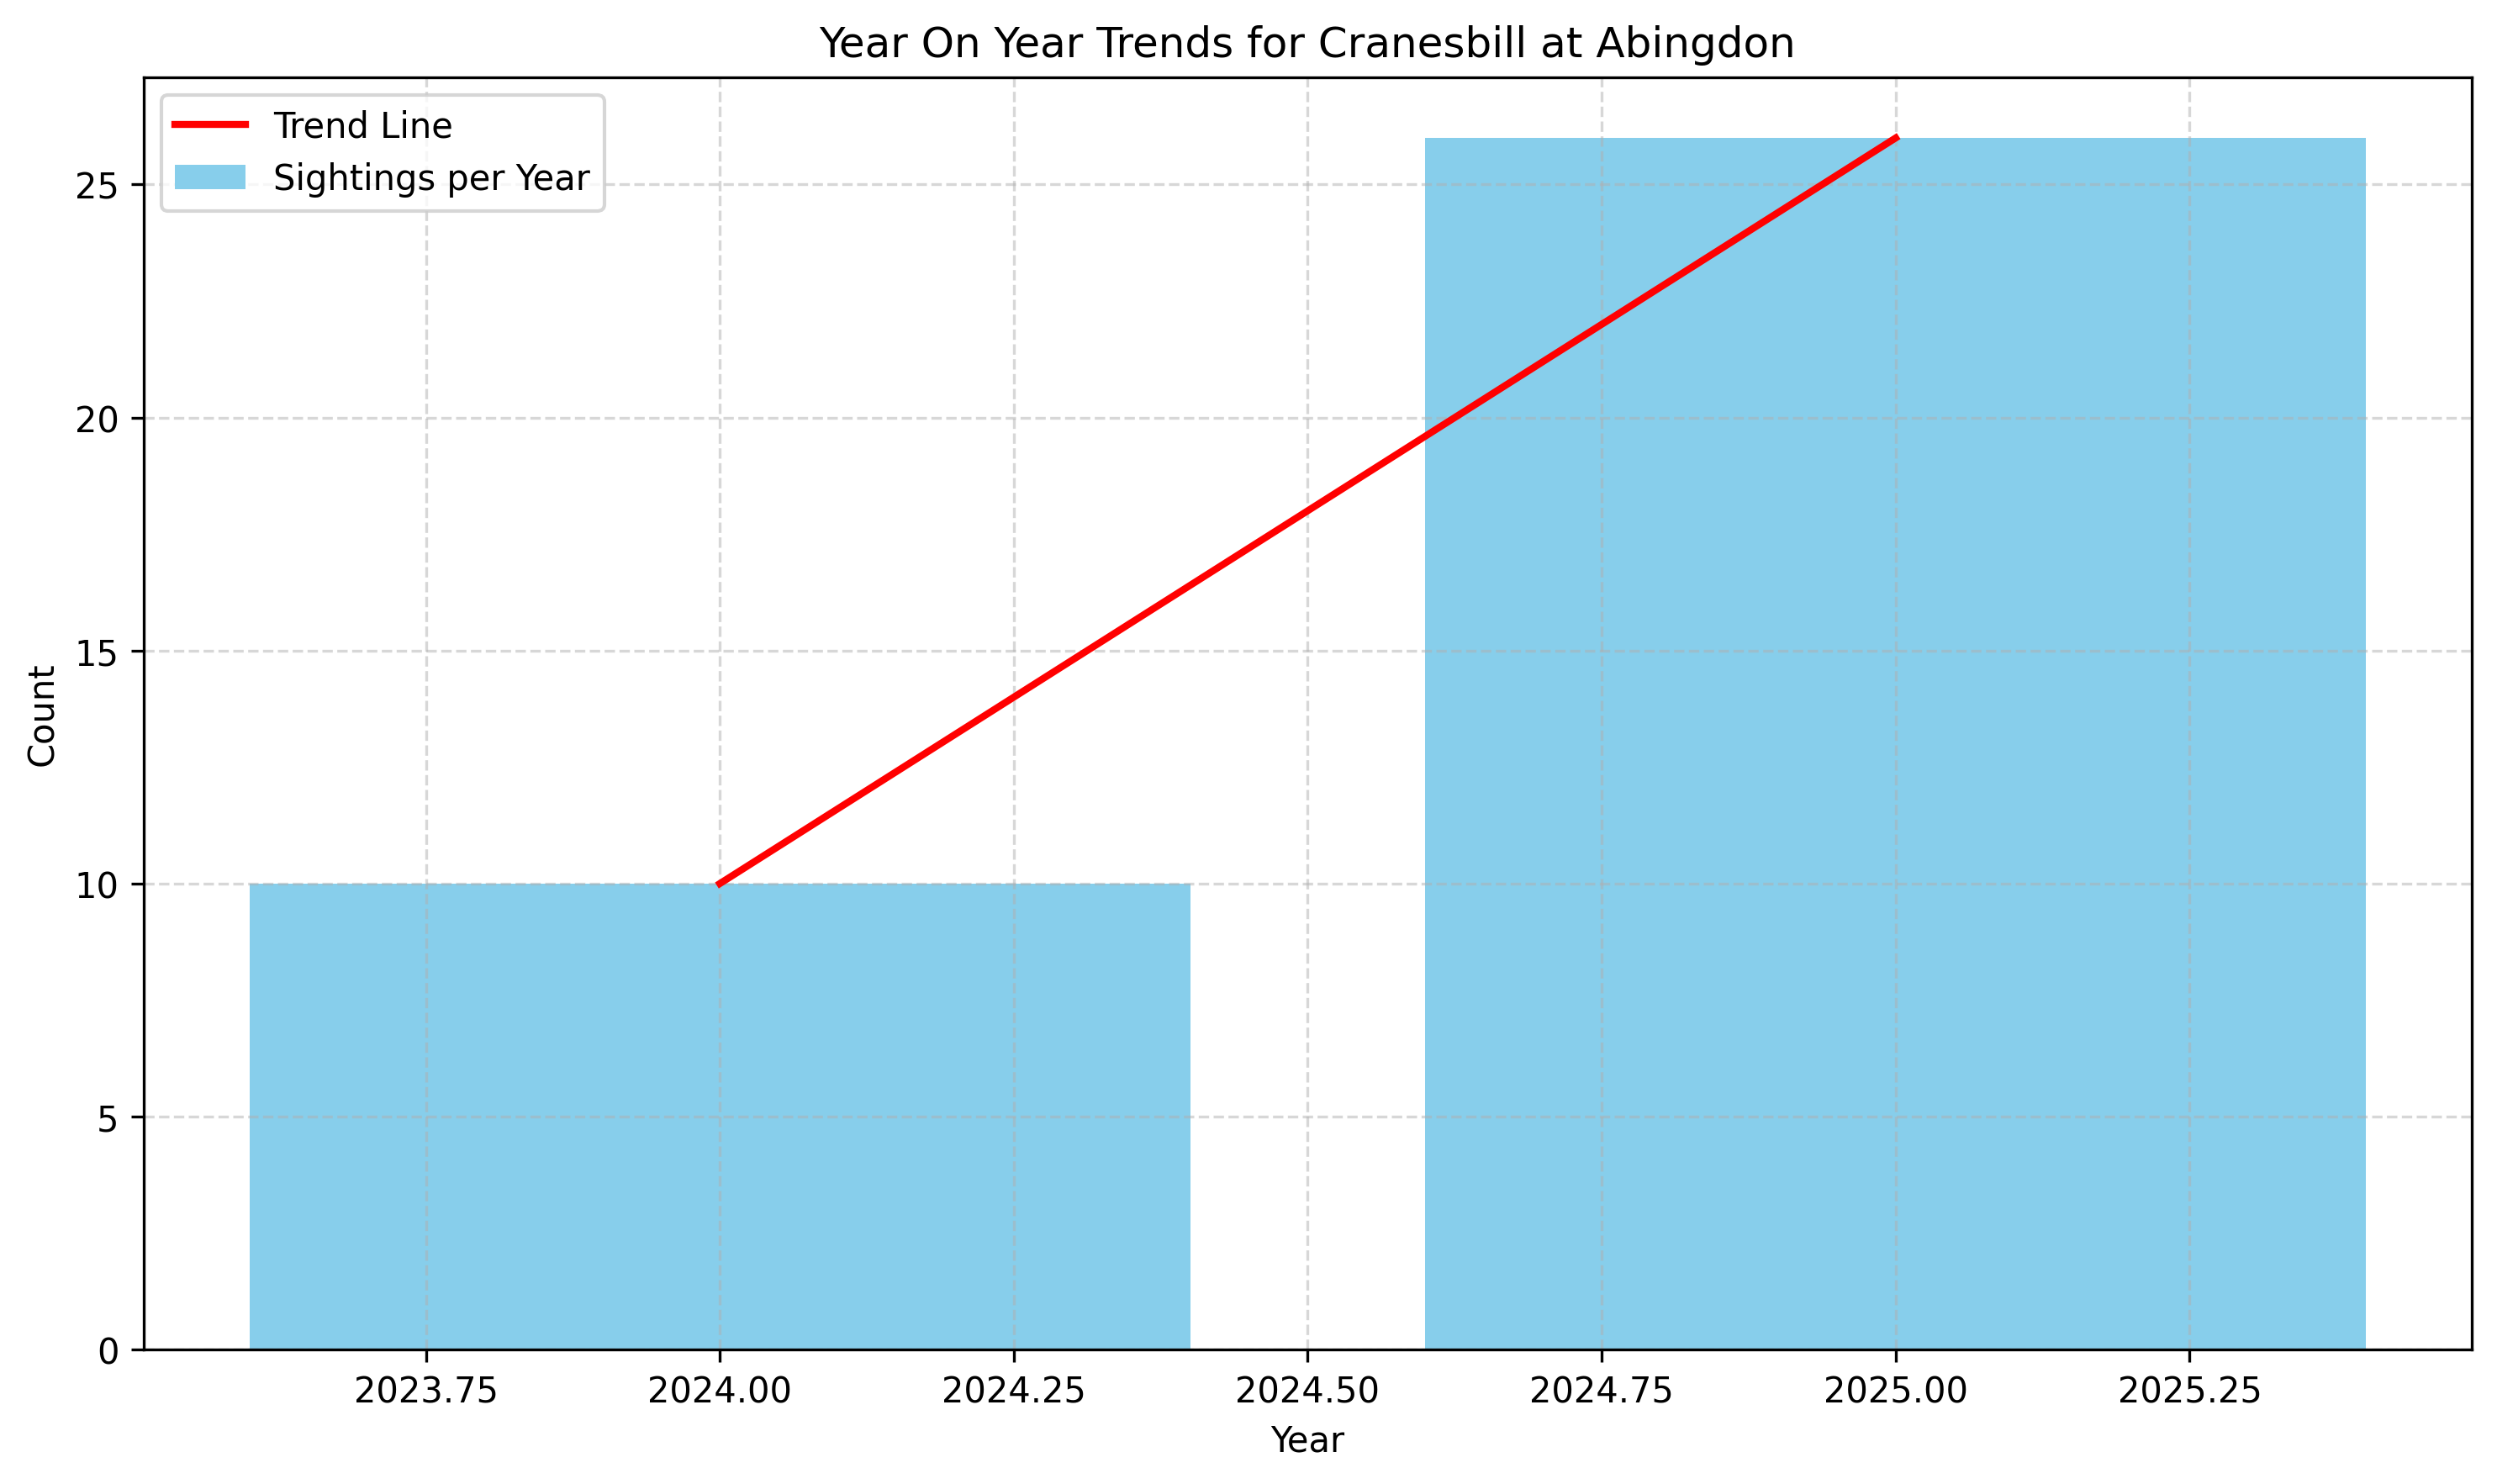 Year On Year Trends for Cranesbill at Abingdon
Trend Line
Sightings per Year
25
20
15
10
5
0
Count
2023.75 2024.00 2024.25 2024.50 2024.75 2025.00 2025.25
Year